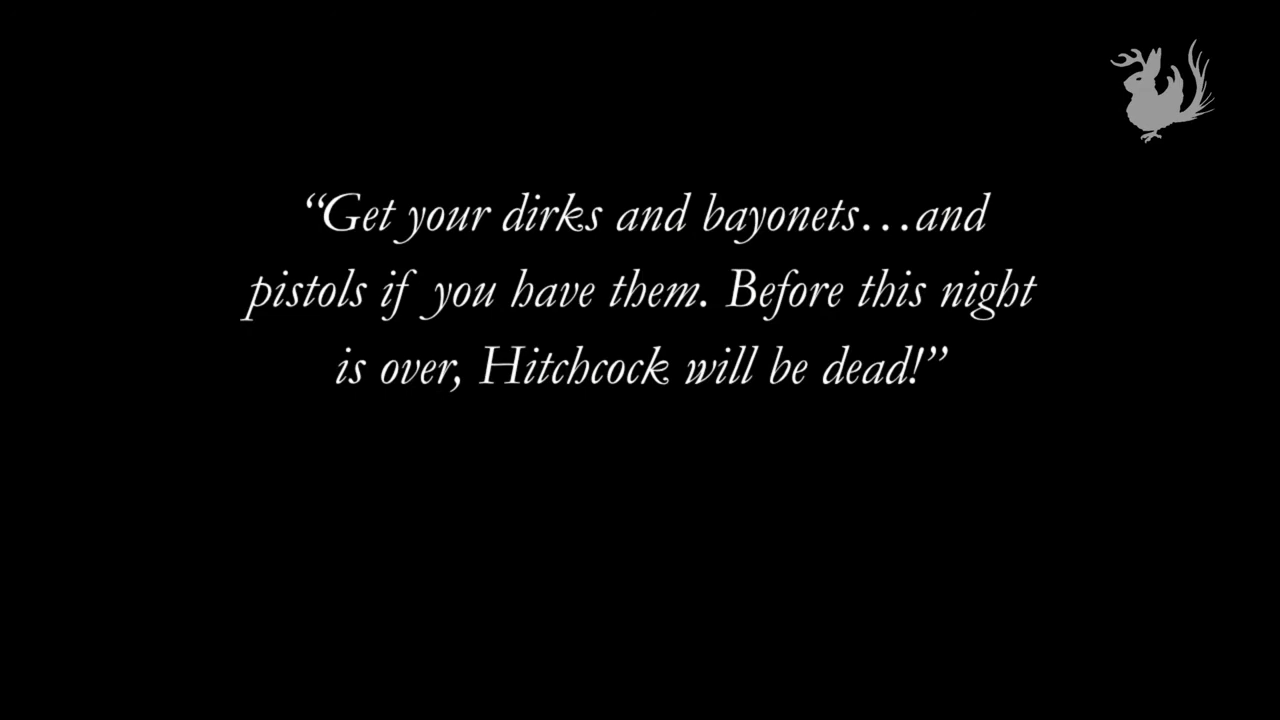 “Get your dirks and bayonets...and
pistols if you have them. Before this night
is over, Hitchcock will be dead!”